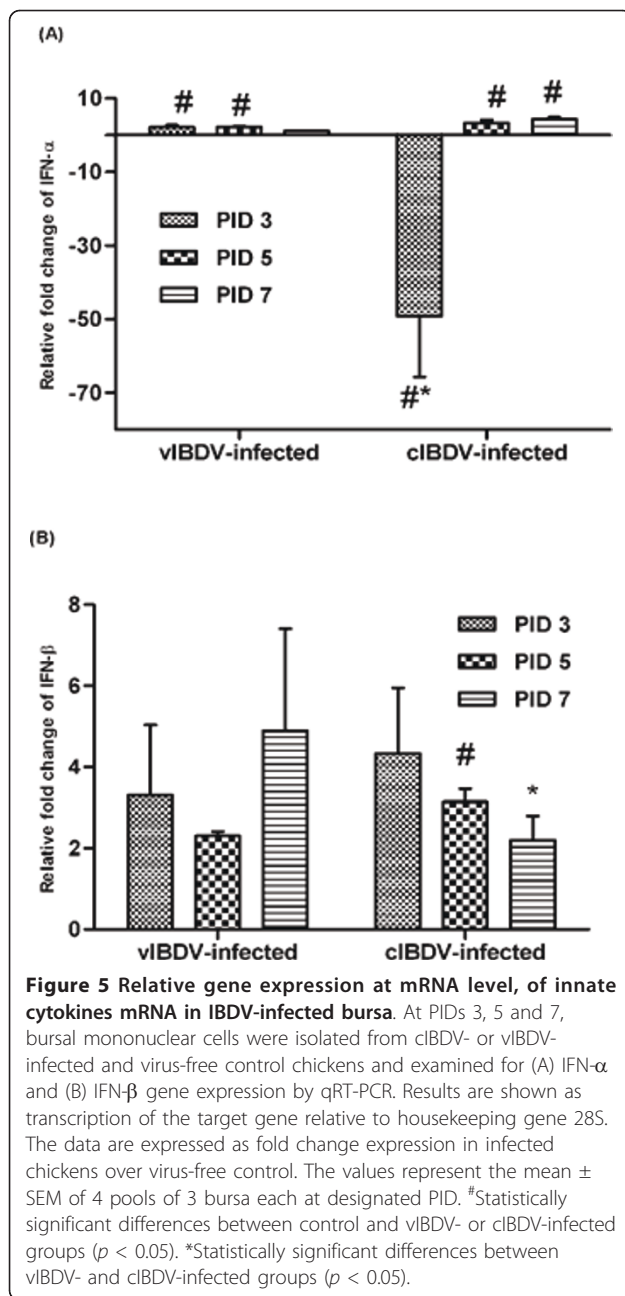 (A)
10
-10
-30
-50
-70
Relative fold change of IFN-α
# #
# #
PID 3
PID 5
PID 7
#*
vIBDV-infected cIBDV-infected
(B)
8
6
4
2
0
Relative fold change of IFN-β
PID 3
PID 5
PID 7
#
*
vIBDV-infected cIBDV-infected
Figure 5 Relative gene expression at mRNA level, of innate
cytokines mRNA in IBDV-infected bursa. At PIDs 3, 5 and 7,
bursal mononuclear cells were isolated from cIBDV- or vIBDV-
infected and virus-free control chickens and examined for (A) IFN-α
and (B) IFN-β gene expression by qRT-PCR. Results are shown as
transcription of the target gene relative to housekeeping gene 28S.
The data are expressed as fold change expression in infected
chickens over virus-free control. The values represent the mean ±
SEM of 4 pools of 3 bursa each at designated PID. #Statistically
significant differences between control and vIBDV- or cIBDV-infected
groups (p < 0.05). *Statistically significant differences between
vIBDV- and cIBDV-infected groups (p < 0.05).